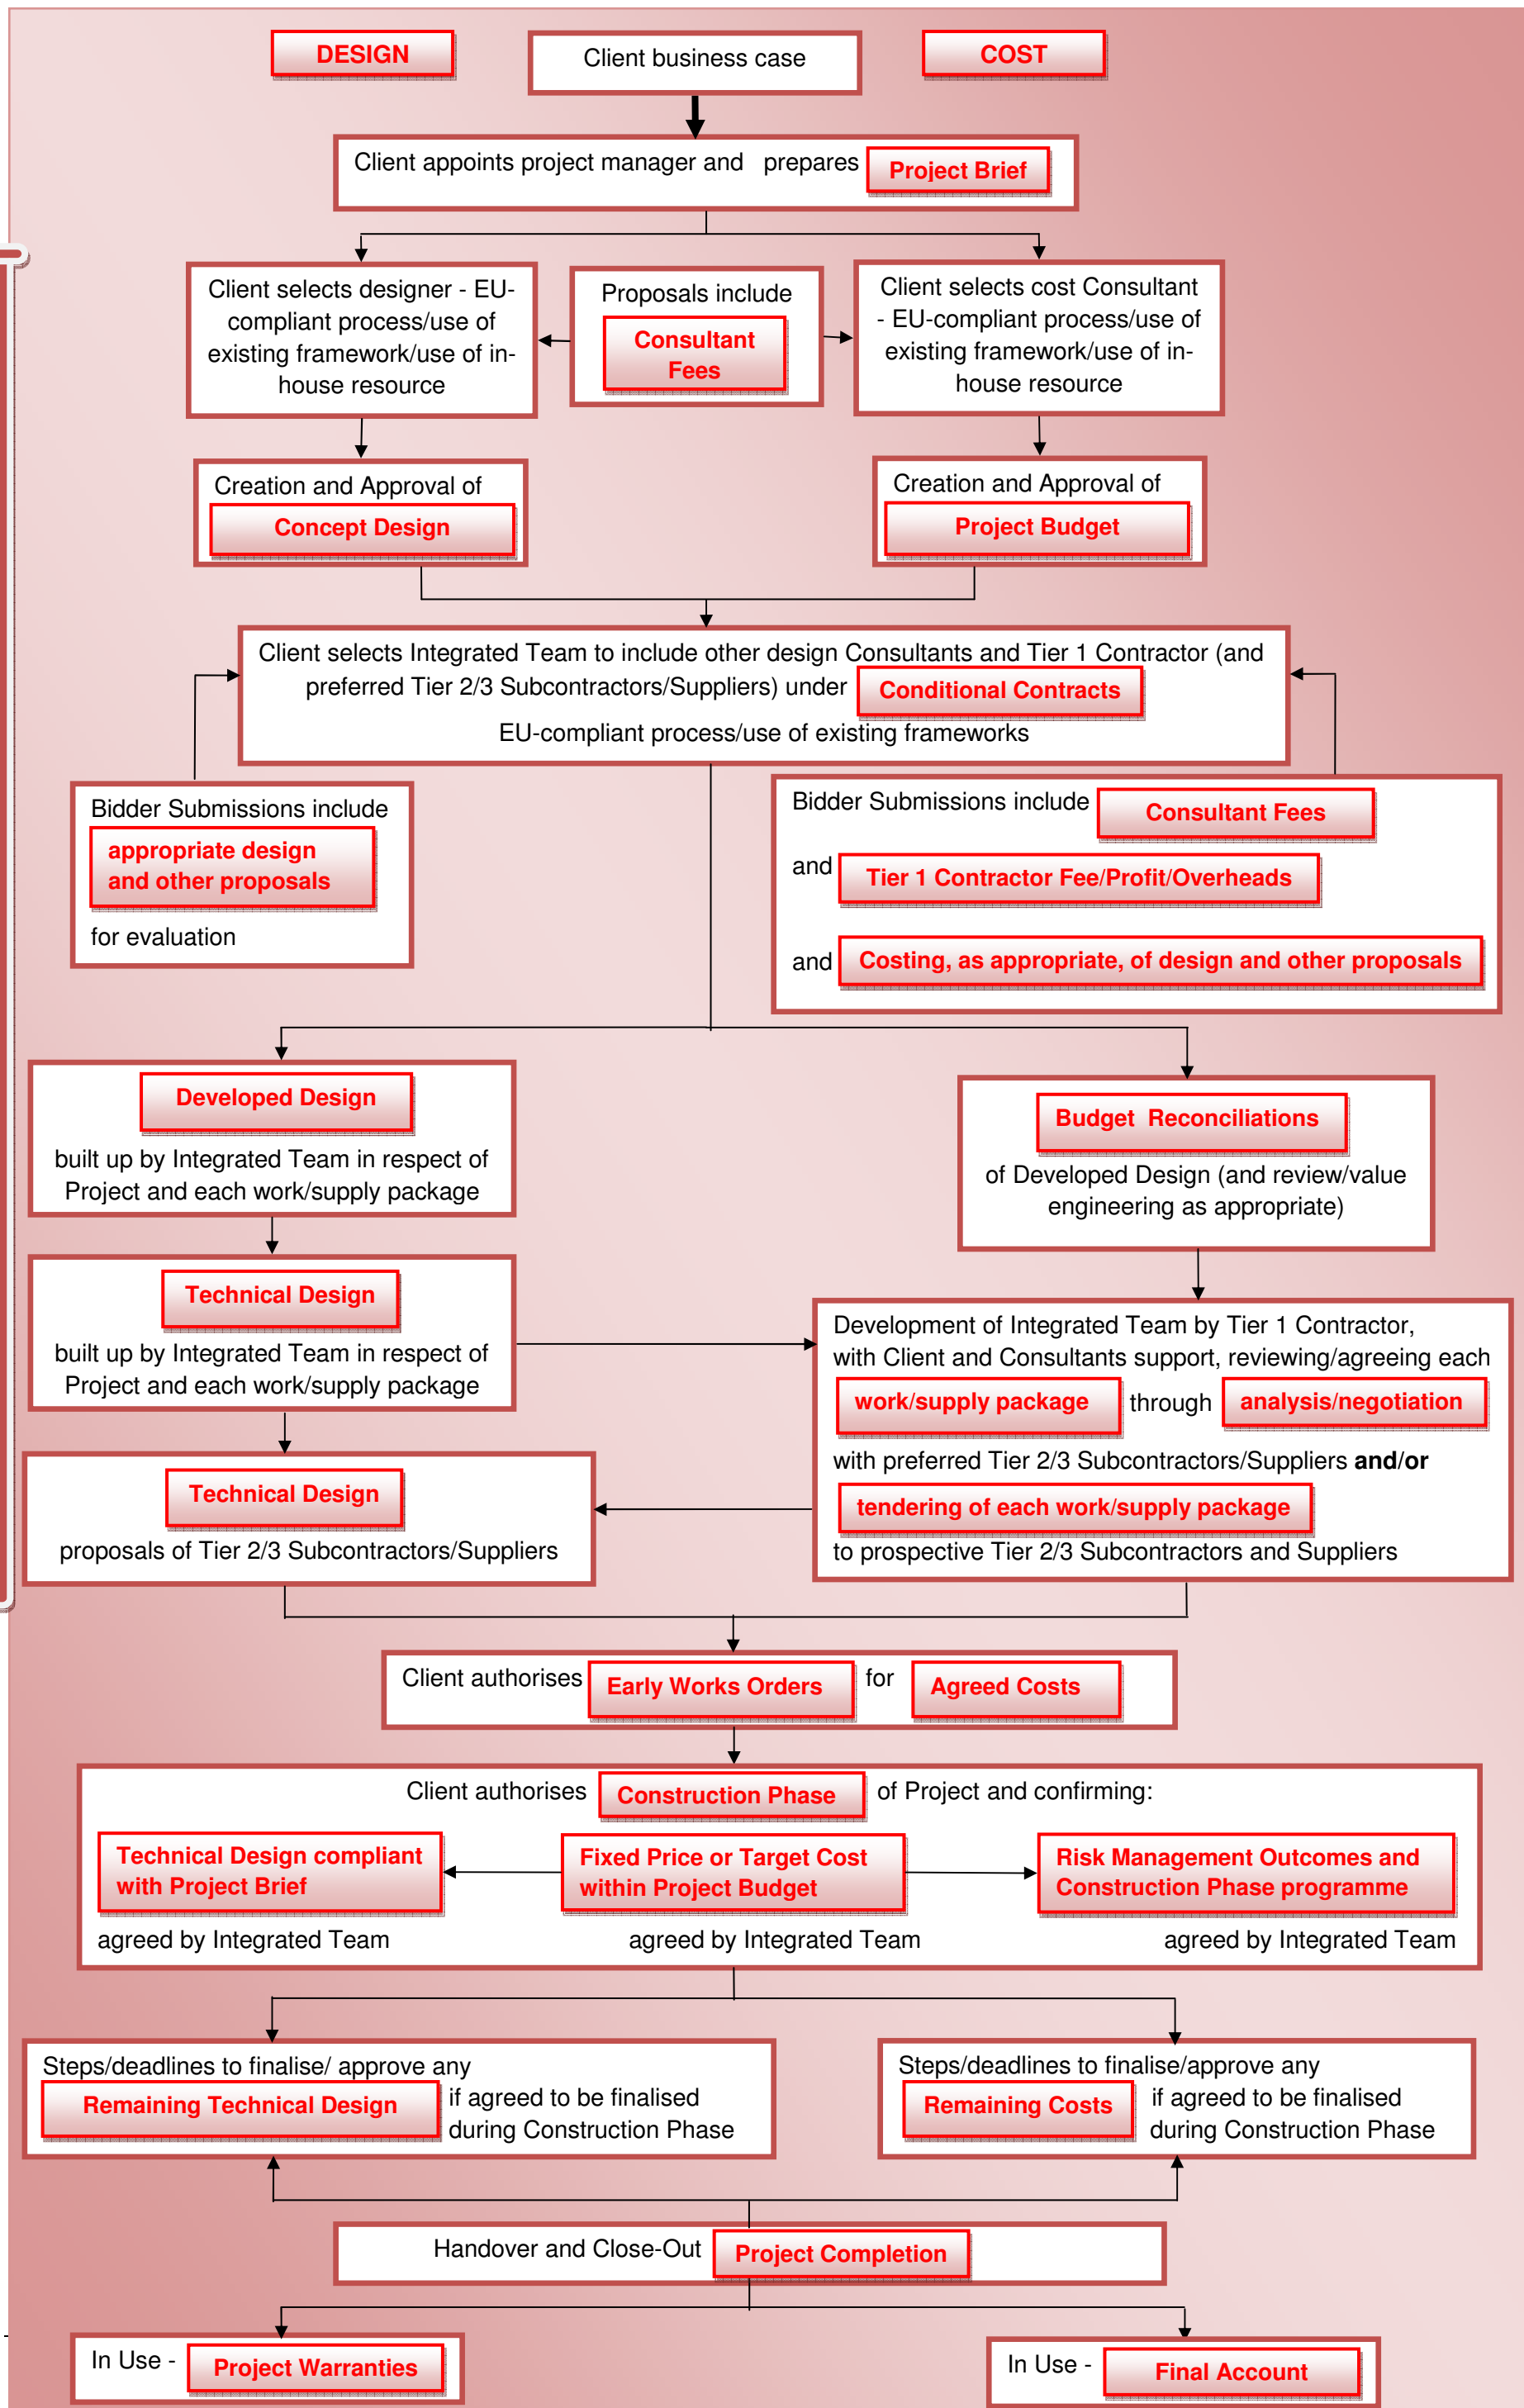 DESIGN
Client business case
COST
Client appoints project manager and prepares Project Brief
Client selects designer - EU-
compliant process/use of
existing framework/use of in-
house resource
Proposals include
Consultant
Fees
Client selects cost Consultant
- EU-compliant process/use of
existing framework/use of in-
house resource
Creation and Approval of
Concept Design
Creation and Approval of
Project Budget
Client selects Integrated Team to include other design Consultants and Tier 1 Contractor (and
preferred Tier 2/3 Subcontractors/Suppliers) under Conditional Contracts
EU-compliant process/use of existing frameworks
Bidder Submissions include
appropriate design
and other proposals
for evaluation
Bidder Submissions include Consultant Fees
and Tier 1 Contractor Fee/Profit/Overheads
and Costing, as appropriate, of design and other proposals
Developed Design
built up by Integrated Team in respect of
Project and each work/supply package
Budget Reconciliations
of Developed Design (and review/value
engineering as appropriate)
Technical Design
built up by Integrated Team in respect of
Project and each work/supply package
Development of Integrated Team by Tier 1 Contractor,
with Client and Consultants support, reviewing/agreeing each
work/supply package through analysis/negotiation
with preferred Tier 2/3 Subcontractors/Suppliers and/or
tendering of each work/supply package
to prospective Tier 2/3 Subcontractors and Suppliers
Technical Design
proposals of Tier 2/3 Subcontractors/Suppliers
Client authorises Early Works Orders for Agreed Costs
Client authorises Construction Phase of Project and confirming:
Technical Design compliant
with Project Brief
agreed by Integrated Team
Fixed Price or Target Cost
within Project Budget
agreed by Integrated Team
Risk Management Outcomes and
Construction Phase programme
agreed by Integrated Team
Steps/deadlines to finalise/ approve any
Remaining Technical Design if agreed to be finalised
during Construction Phase
Steps/deadlines to finalise/approve any
Remaining Costs if agreed to be finalised
during Construction Phase
Handover and Close-Out Project Completion
In Use - Project Warranties
In Use - Final Account